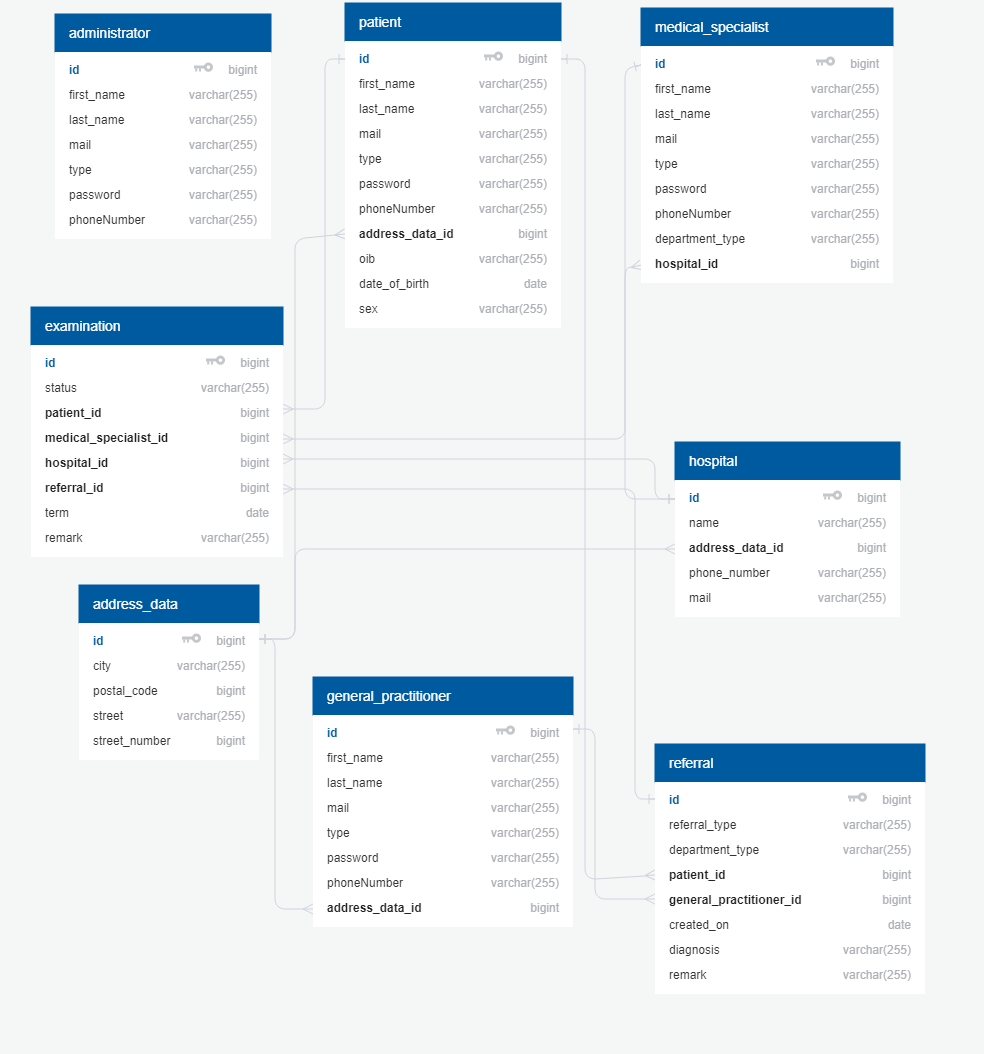 administrator
id bigint
first_name varchar(255)
last_name varchar(255)
mail varchar(255)
type varchar(255)
password varchar(255)
phoneNumber varchar(255)
patient
id bigint
first_name varchar(255)
last_name varchar(255)
mail varchar(255)
type varchar(255)
password varchar(255)
phoneNumber varchar(255)
address_data_id bigint
oib varchar(255)
date_of_birth date
sex varchar(255)
medical_specialist
id bigint
first_name varchar(255)
last_name varchar(255)
mail varchar(255)
type varchar(255)
password varchar(255)
phoneNumber varchar(255)
department_type varchar(255)
hospital_id bigint
examination
id bigint
status varchar(255)
patient_id bigint
medical_specialist_id bigint
hospital_id bigint
referral_id bigint
term date
remark varchar(255)
hospital
id bigint
name varchar(255)
address_data_id bigint
phone_number varchar(255)
mail varchar(255)
address_data
id bigint
city varchar(255)
postal_code bigint
street varchar(255)
street_number bigint
general_practitioner
id bigint
first_name varchar(255)
last_name varchar(255)
mail varchar(255)
type varchar(255)
password varchar(255)
phoneNumber varchar(255)
address_data_id bigint
referral
id bigint
referral_type varchar(255)
department_type varchar(255)
patient_id bigint
general_practitioner_id bigint
created_on date
diagnosis varchar(255)
remark varchar(255)